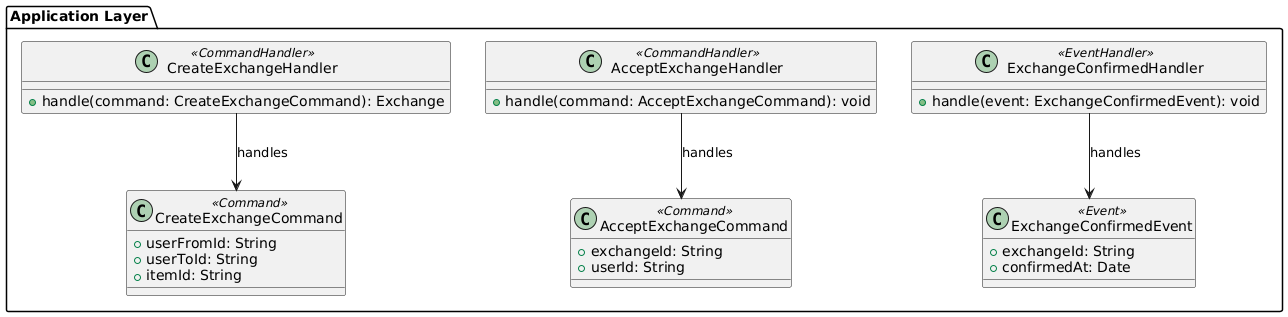 Application Layer
«CommandHandler»
C CreateExchangeHandler
handle(command: CreateExchangeCommand): Exchange
«CommandHandler»
C AcceptExchangeHandler
handle(command: AcceptExchangeCommand): void
«EventHandler»
C ExchangeConfirmedHandler
handle(event: ExchangeConfirmedEvent): void
handles
handles
handles
«Command»
C CreateExchangeCommand
userFromId: String
userToId: String
itemId: String
«Command»
C AcceptExchangeCommand
exchangeId: String
userId: String
«Event»
C ExchangeConfirmedEvent
exchangeId: String
confirmedAt: Date